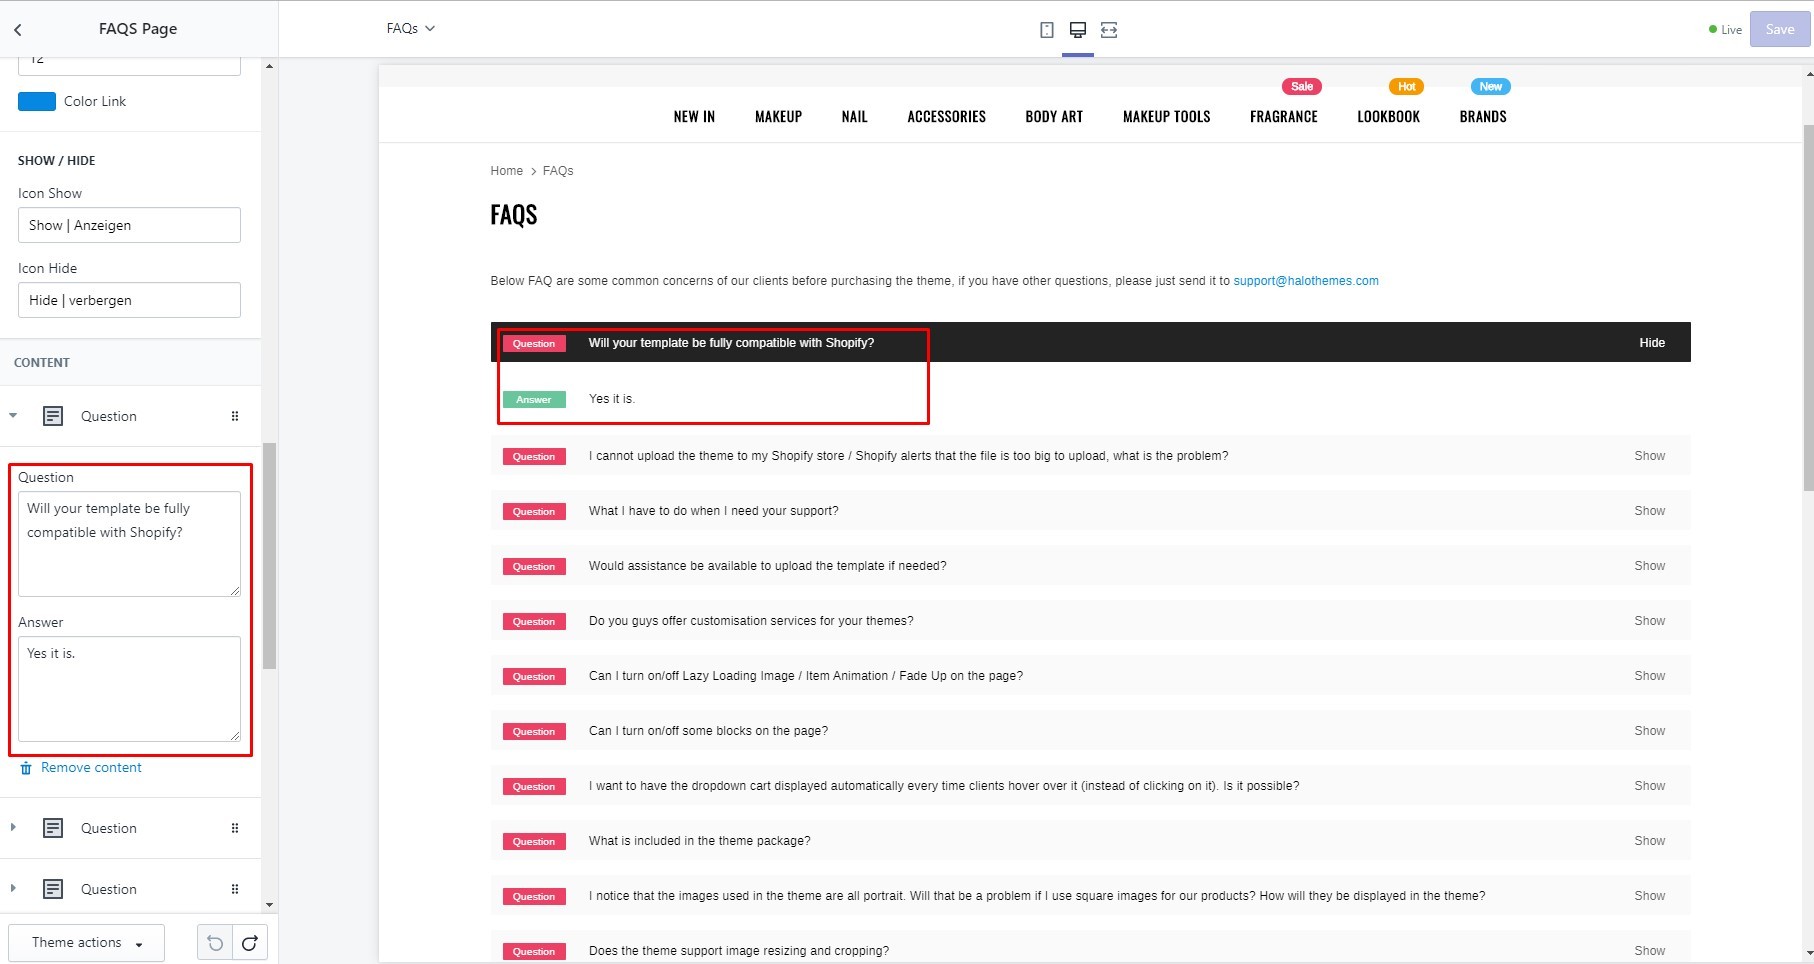 FAQS Page
FAQs
Live
Save
12
Color Link
SHOW / HIDE
Icon Show
Show | Anzeigen
Icon Hide
Hide | verbergen
CONTENT
Question
Question
Will your template be fully
compatible with Shopify?
Answer
Yes it is.
Remove content
Question
Question
Theme actions
Sale
Hot
New
NEW IN
MAKEUP
NAIL
ACCESSORIES
BODY ART
MAKEUP TOOLS
FRAGRANCE
LOOKBOOK
BRANDS
Home > FAQs
FAQS
Below FAQ are some common concerns of our clients before purchasing the theme, if you have other questions, please just send it to support@halothemes.com
Question Will your template be fully compatible with Shopify? Hide
Answer Yes it is.
Question I cannot upload the theme to my Shopify store / Shopify alerts that the file is too big to upload, what is the problem? Show
Question What I have to do when I need your support? Show
Question Would assistance be available to upload the template if needed? Show
Question Do you guys offer customisation services for your themes? Show
Question Can I turn on/off Lazy Loading Image / Item Animation / Fade Up on the page? Show
Question Can I turn on/off some blocks on the page? Show
Question I want to have the dropdown cart displayed automatically every time clients hover over it (instead of clicking on it). Is it possible? Show
Question What is included in the theme package? Show
Question I notice that the images used in the theme are all portrait. Will that be a problem if I use square images for our products? How will they be displayed in the theme? Show
Question Does the theme support image resizing and cropping? Show